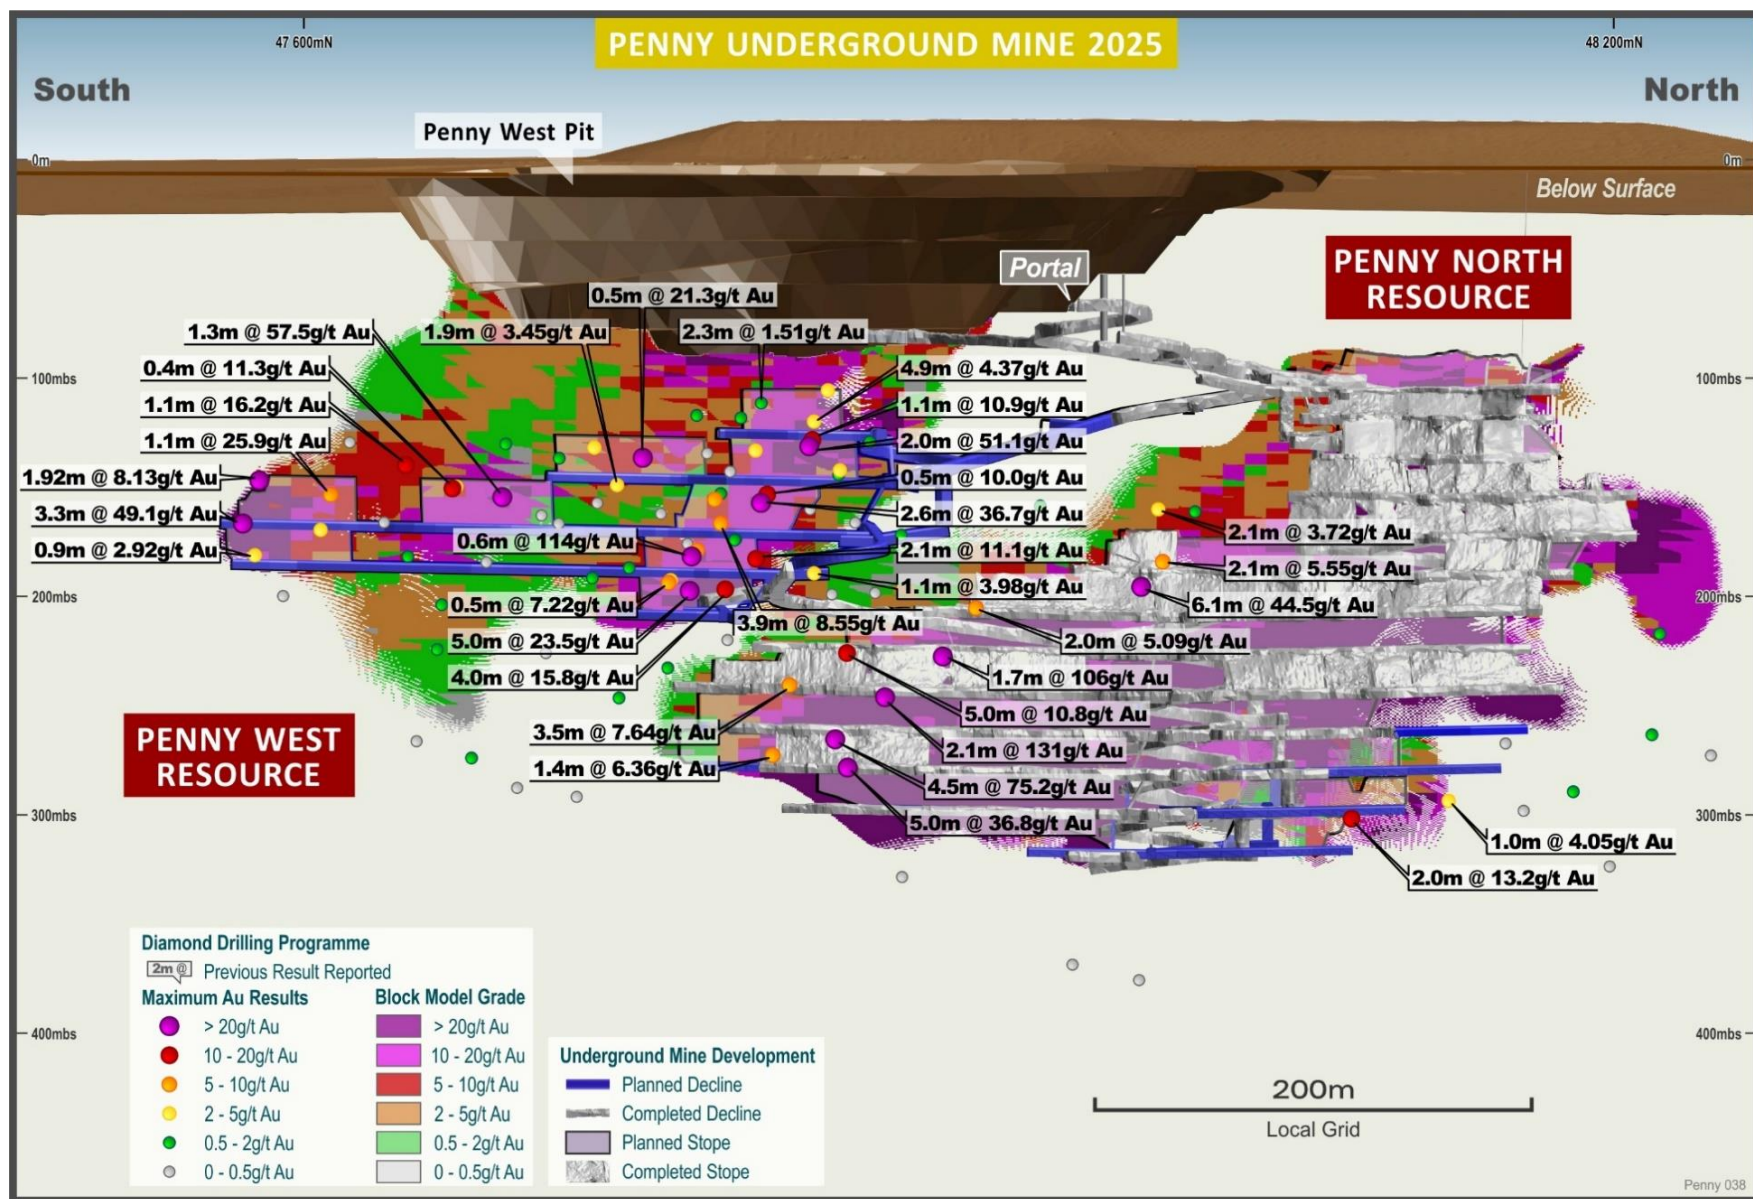 PENNY UNDERGROUND MINE 2025
47 600mN
48 200mN
South
North
Penny West Pit
0m
0m
Below Surface
Portal
PENNY NORTH
RESOURCE
0.5m @ 21.3g/t Au
1.3m @ 57.5g/t Au
1.9m @ 3.45g/t Au
2.3m @ 1.51g/t Au
0.4m @ 11.3g/t Au
4.9m @ 4.37g/t Au
100mbs
100mbs
1.1m @ 16.2g/t Au
1.1m @ 10.9g/t Au
1.1m @ 25.9g/t Au
2.0m @ 51.1g/t Au
1.92m @ 8.13g/t Au
0.5m @ 10.0g/t Au
3.3m @ 49.1g/t Au
2.6m @ 36.7g/t Au
2.1m @ 3.72g/t Au
0.9m @ 2.92g/t Au
0.6m @ 114g/t Au
2.1m @ 11.1g/t Au
2.1m @ 5.55g/t Au
1.1m @ 3.98g/t Au
200mbs
200mbs
0.5m @ 7.22g/t Au
6.1m @ 44.5g/t Au
3.9m @ 8.55g/t Au
5.0m @ 23.5g/t Au
2.0m @ 5.09g/t Au
4.0m @ 15.8g/t Au
1.7m @ 106g/t Au
5.0m @ 10.8g/t Au
3.5m @ 7.64g/t Au
2.1m @ 131g/t Au
PENNY WEST
RESOURCE
1.4m @ 6.36g/t Au
4.5m @ 75.2g/t Au
300mbs
300mbs
5.0m @ 36.8g/t Au
1.0m @ 4.05g/t Au
2.0m @ 13.2g/t Au
Diamond Drilling Programme
2m @
Previous Result Reported
Maximum Au Results
> 20g/t Au
10 - 20g/t Au
5 - 10g/t Au
2 - 5g/t Au
0.5 - 2g/t Au
0 - 0.5g/t Au
Block Model Grade
> 20g/t Au
10 - 20g/t Au
5 - 10g/t Au
2 - 5g/t Au
0.5 - 2g/t Au
0 - 0.5g/t Au
Underground Mine Development
Planned Decline
Completed Decline
Planned Stope
Completed Stope
400mbs
400mbs
200m
Local Grid
Penny 038